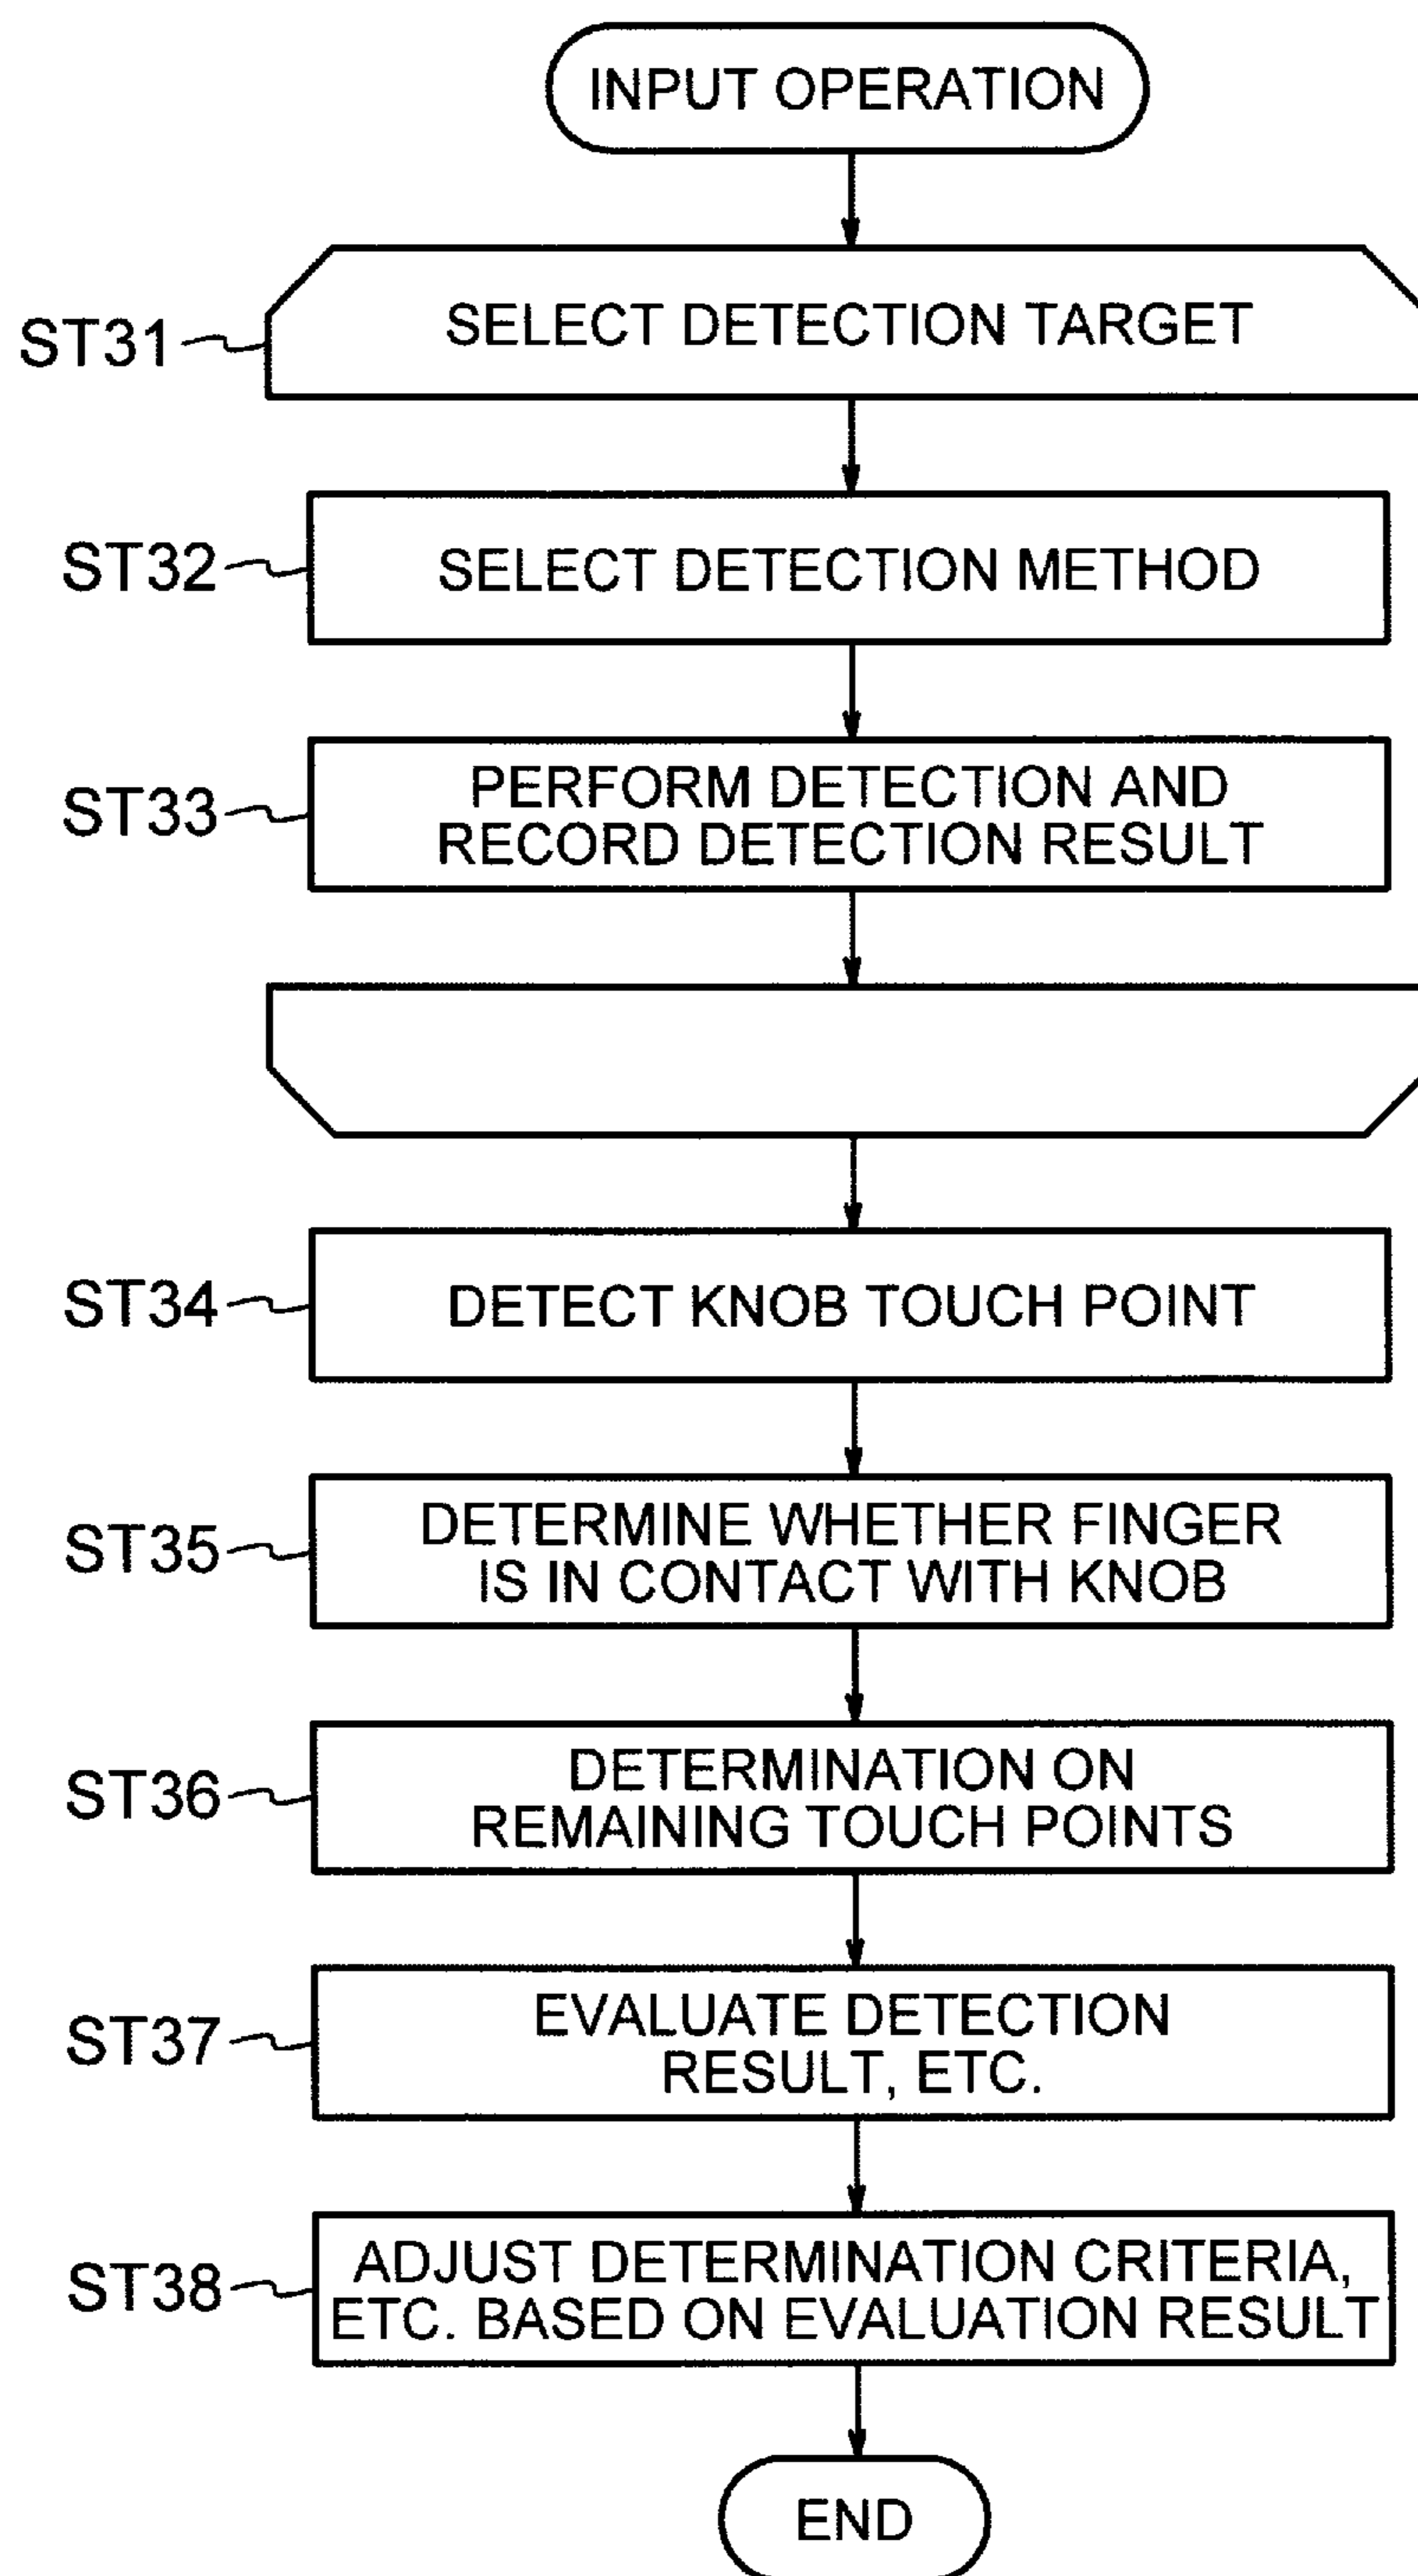 INPUT OPERATION
ST31
SELECT DETECTION TARGET
ST32
SELECT DETECTION METHOD
ST33
PERFORM DETECTION AND
RECORD DETECTION RESULT
ST34
DETECT KNOB TOUCH POINT
ST35
DETERMINE WHETHER FINGER
IS IN CONTACT WITH KNOB
ST36
DETERMINATION ON
REMAINING TOUCH POINTS
ST37
EVALUATE DETECTION
RESULT, ETC.
ST38
ADJUST DETERMINATION CRITERIA,
ETC. BASED ON EVALUATION RESULT
END